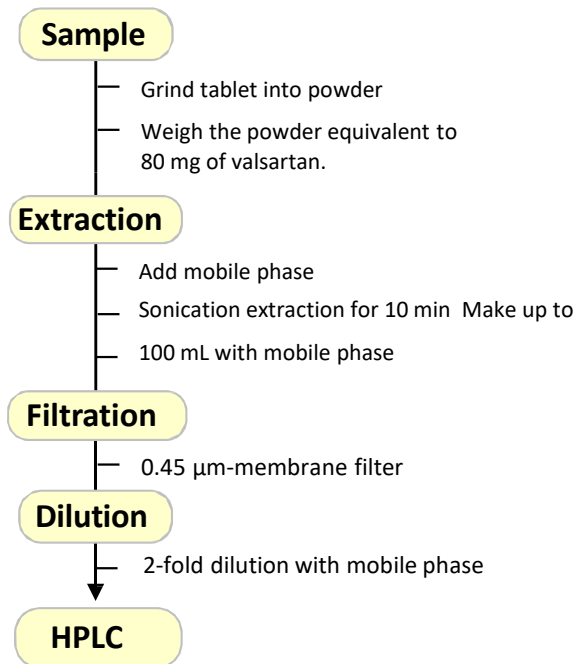 Sample
Grind tablet into powder
Weigh the powder equivalent to
80 mg of valsartan.
Extraction
Add mobile phase
Sonication extraction for 10 min  Make up to
100 mL with mobile phase
Filtration
0.45 µm-membrane filter
Dilution
2-fold dilution with mobile phase
HPLC